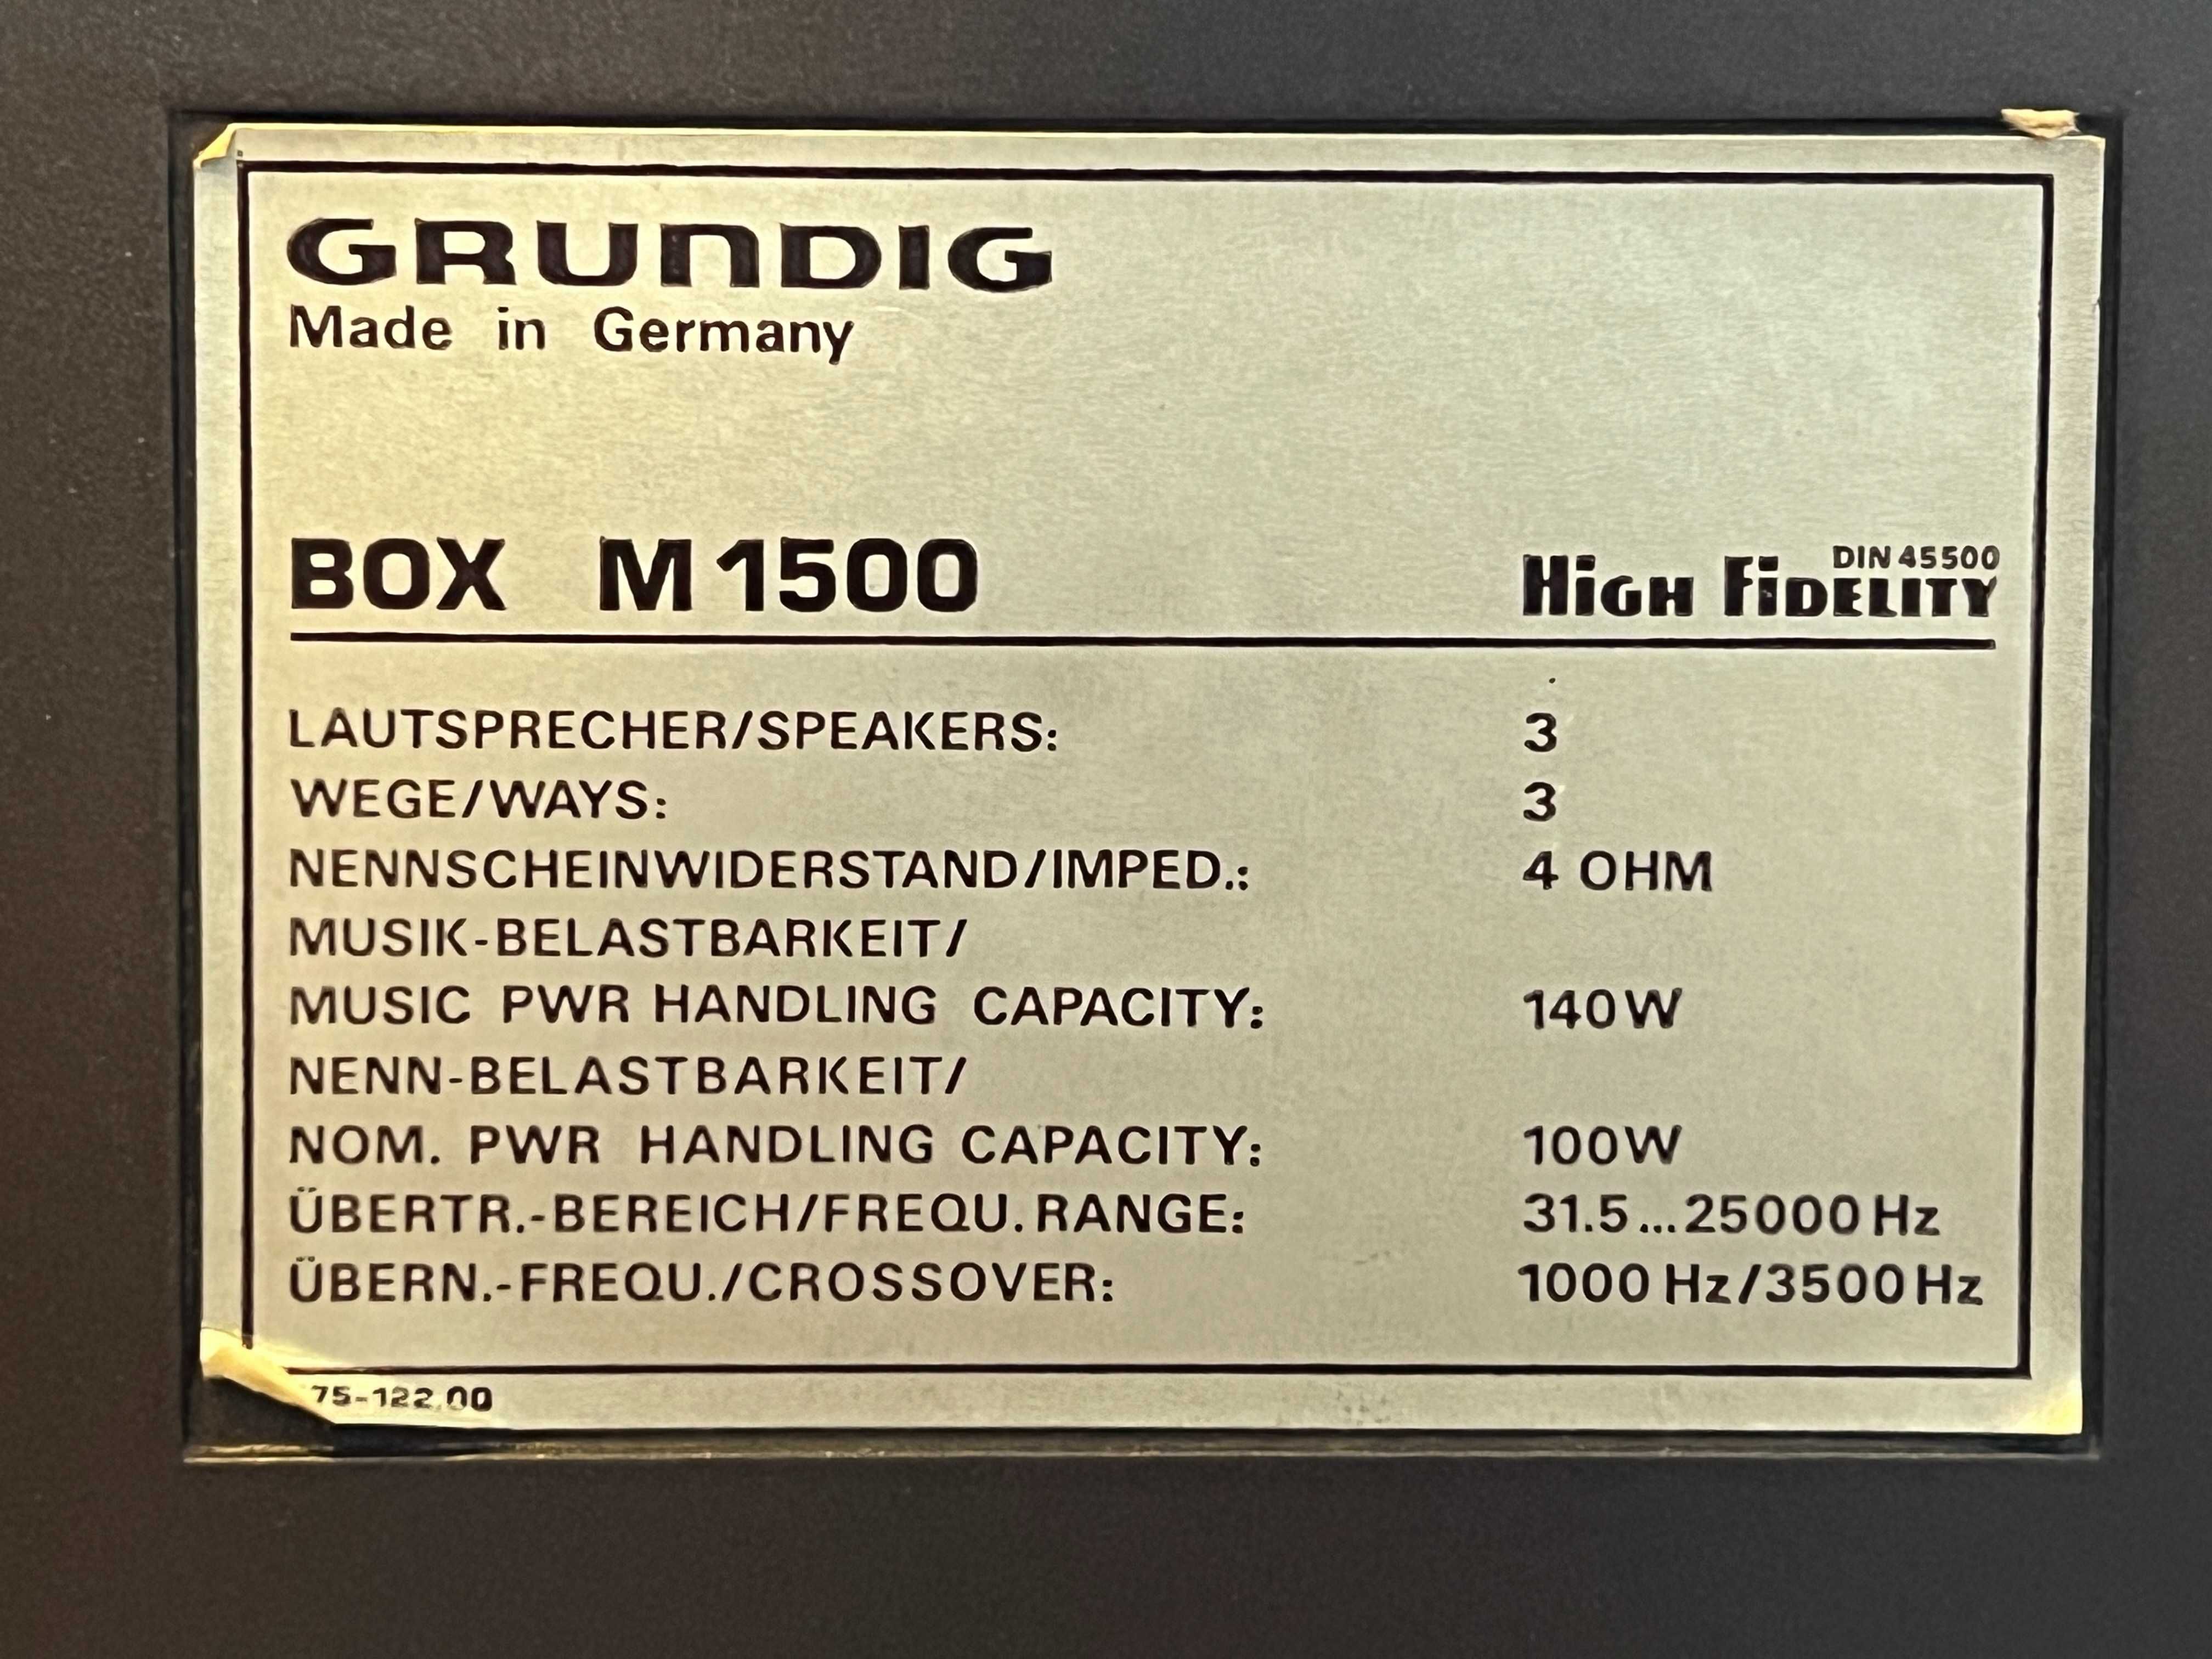 GRUNDIG
Made in Germany
BOX M 1500
DIN 45500
HiGH FiDELITY
LAUTSPRECHER/SPEAKERS: 3
WEGE/WAYS: 3
NENNSCHEINWIDERSTAND/IMPED.: 4 OHM
MUSIK-BELASTBARKEIT/
MUSIC PWR HANDLING CAPACITY: 140 W
NENN-BELASTBARKEIT/
NOM. PWR HANDLING CAPACITY: 100 W
ÜBERTR.-BEREICH/FREQU. RANGE: 31.5...25000 Hz
ÜBERN.-FREQU./CROSSOVER: 1000 Hz/3500 Hz
75-122.00